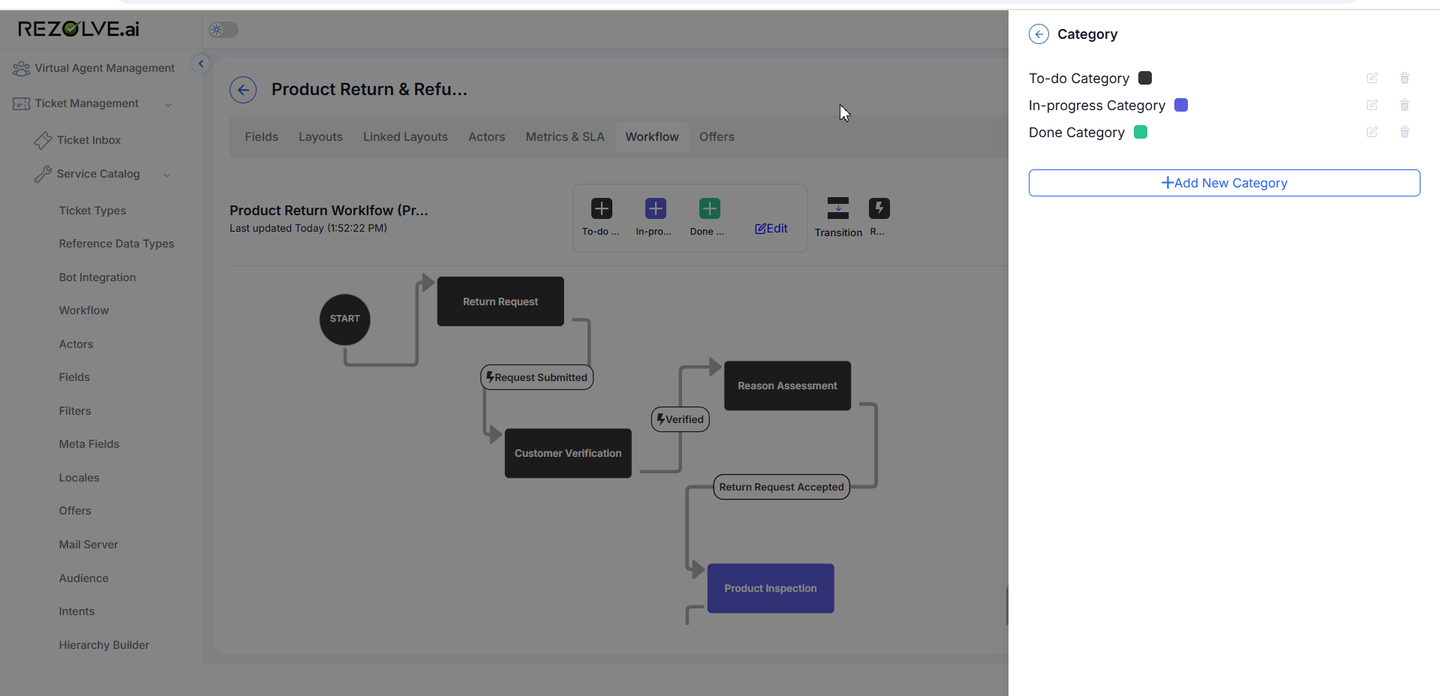 REZOLVE.ai
Virtual Agent Management
Ticket Management
Ticket Inbox
Service Catalog
Ticket Types
Reference Data Types
Bot Integration
Workflow
Actors
Fields
Filters
Meta Fields
Locales
Offers
Mail Server
Audience
Intents
Hierarchy Builder
Product Return & Refu...
Fields Layouts Linked Layouts Actors Metrics & SLA Workflow Offers
Product Return Worklfow (Pr...
Last updated Today (1:52:22 PM)
To-do ... In-pro... Done ... Edit Transition R...
START
Return Request
Request Submitted
Customer Verification
Verified
Reason Assessment
Return Request Accepted
Product Inspection
Category
To-do Category
In-progress Category
Done Category
+Add New Category